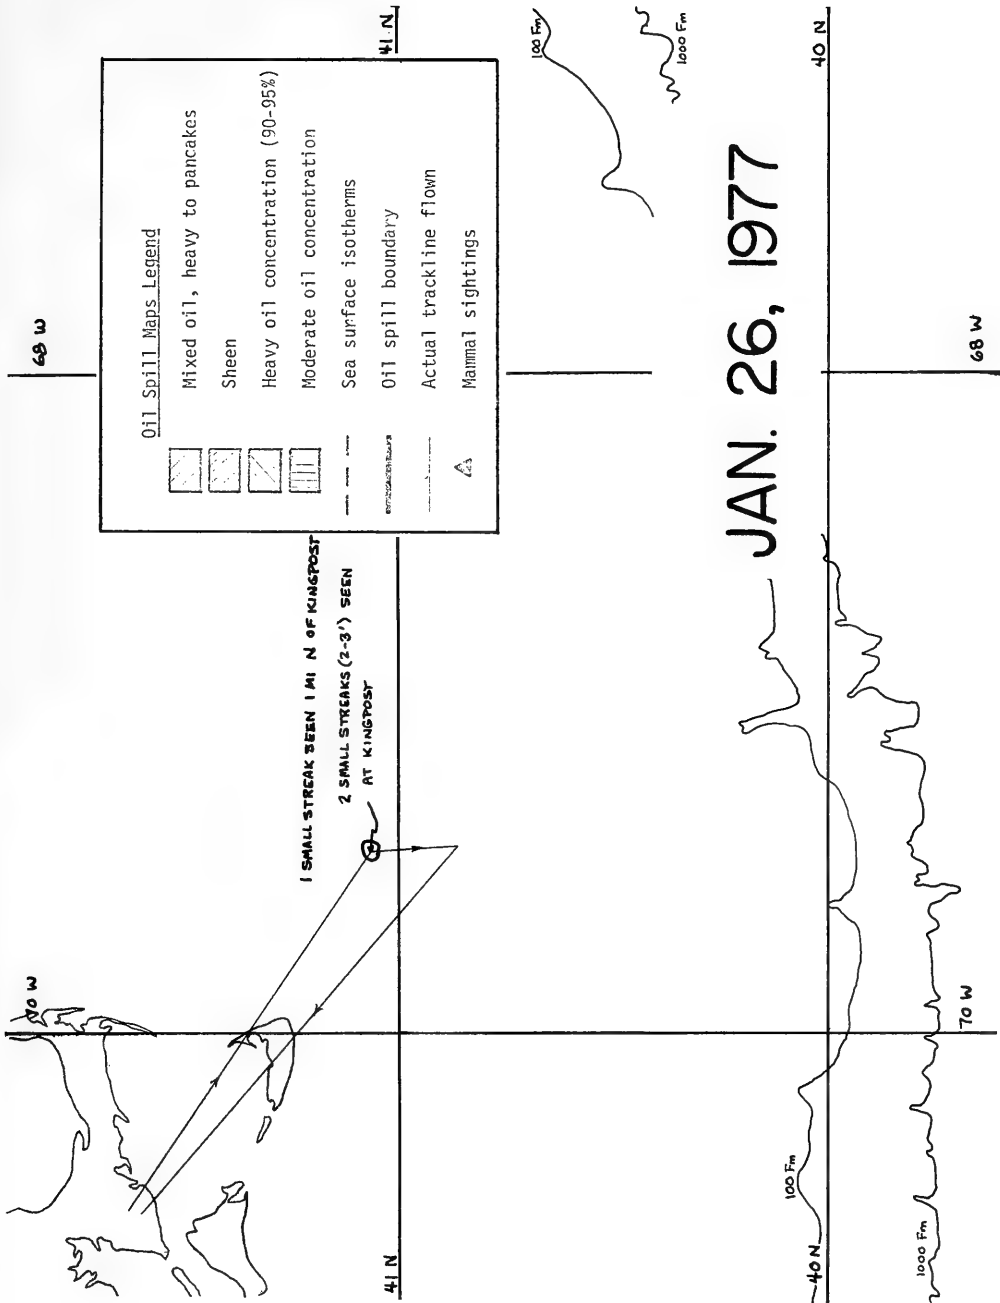 70 W
68 W
Oil Spill Maps Legend
Mixed oil, heavy to pancakes
Sheen
Heavy oil concentration (90-95%)
Moderate oil concentration
Sea surface isotherms
Oil spill boundary
Actual trackline flown
Mammal sightings
1 SMALL STREAK SEEN 1 MI N OF KINGPOST
2 SMALL STREAKS (2-3') SEEN
AT KINGPOST
41 N
41 N
100 Fm
1000 Fm
JAN. 26, 1977
100 Fm
40 N
40 N
1000 Fm
70 W
68 W